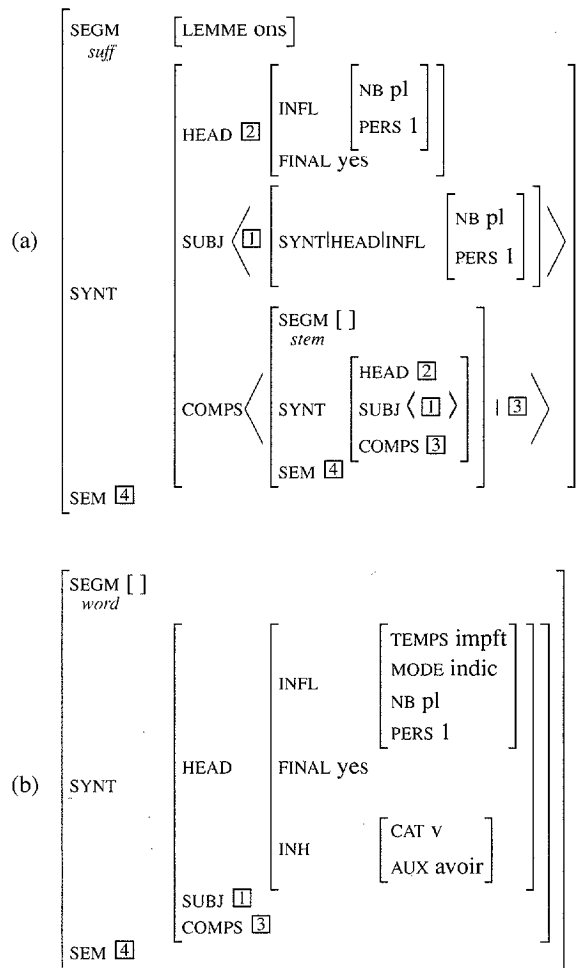 SEGM [LEMME ons]
suff
NB pl
INFL
HEAD 2 PERS 1
FINAL yes
NB pl
(a) SUBJ 〈 1 SYNT|HEAD|INFL 〉
PERS 1
SYNT
SEGM [ ]
stem
HEAD 2
COMPS 〈 SYNT SUBJ 〈 1 〉 | 3 〉
COMPS 3
SEM 4
SEM 4
SEGM [ ]
word
TEMPS impft
MODE indic
INFL
NB pl
PERS 1
HEAD FINAL yes
(b) SYNT
CAT v
INH
AUX avoir
SUBJ 1
COMPS 3
SEM 4